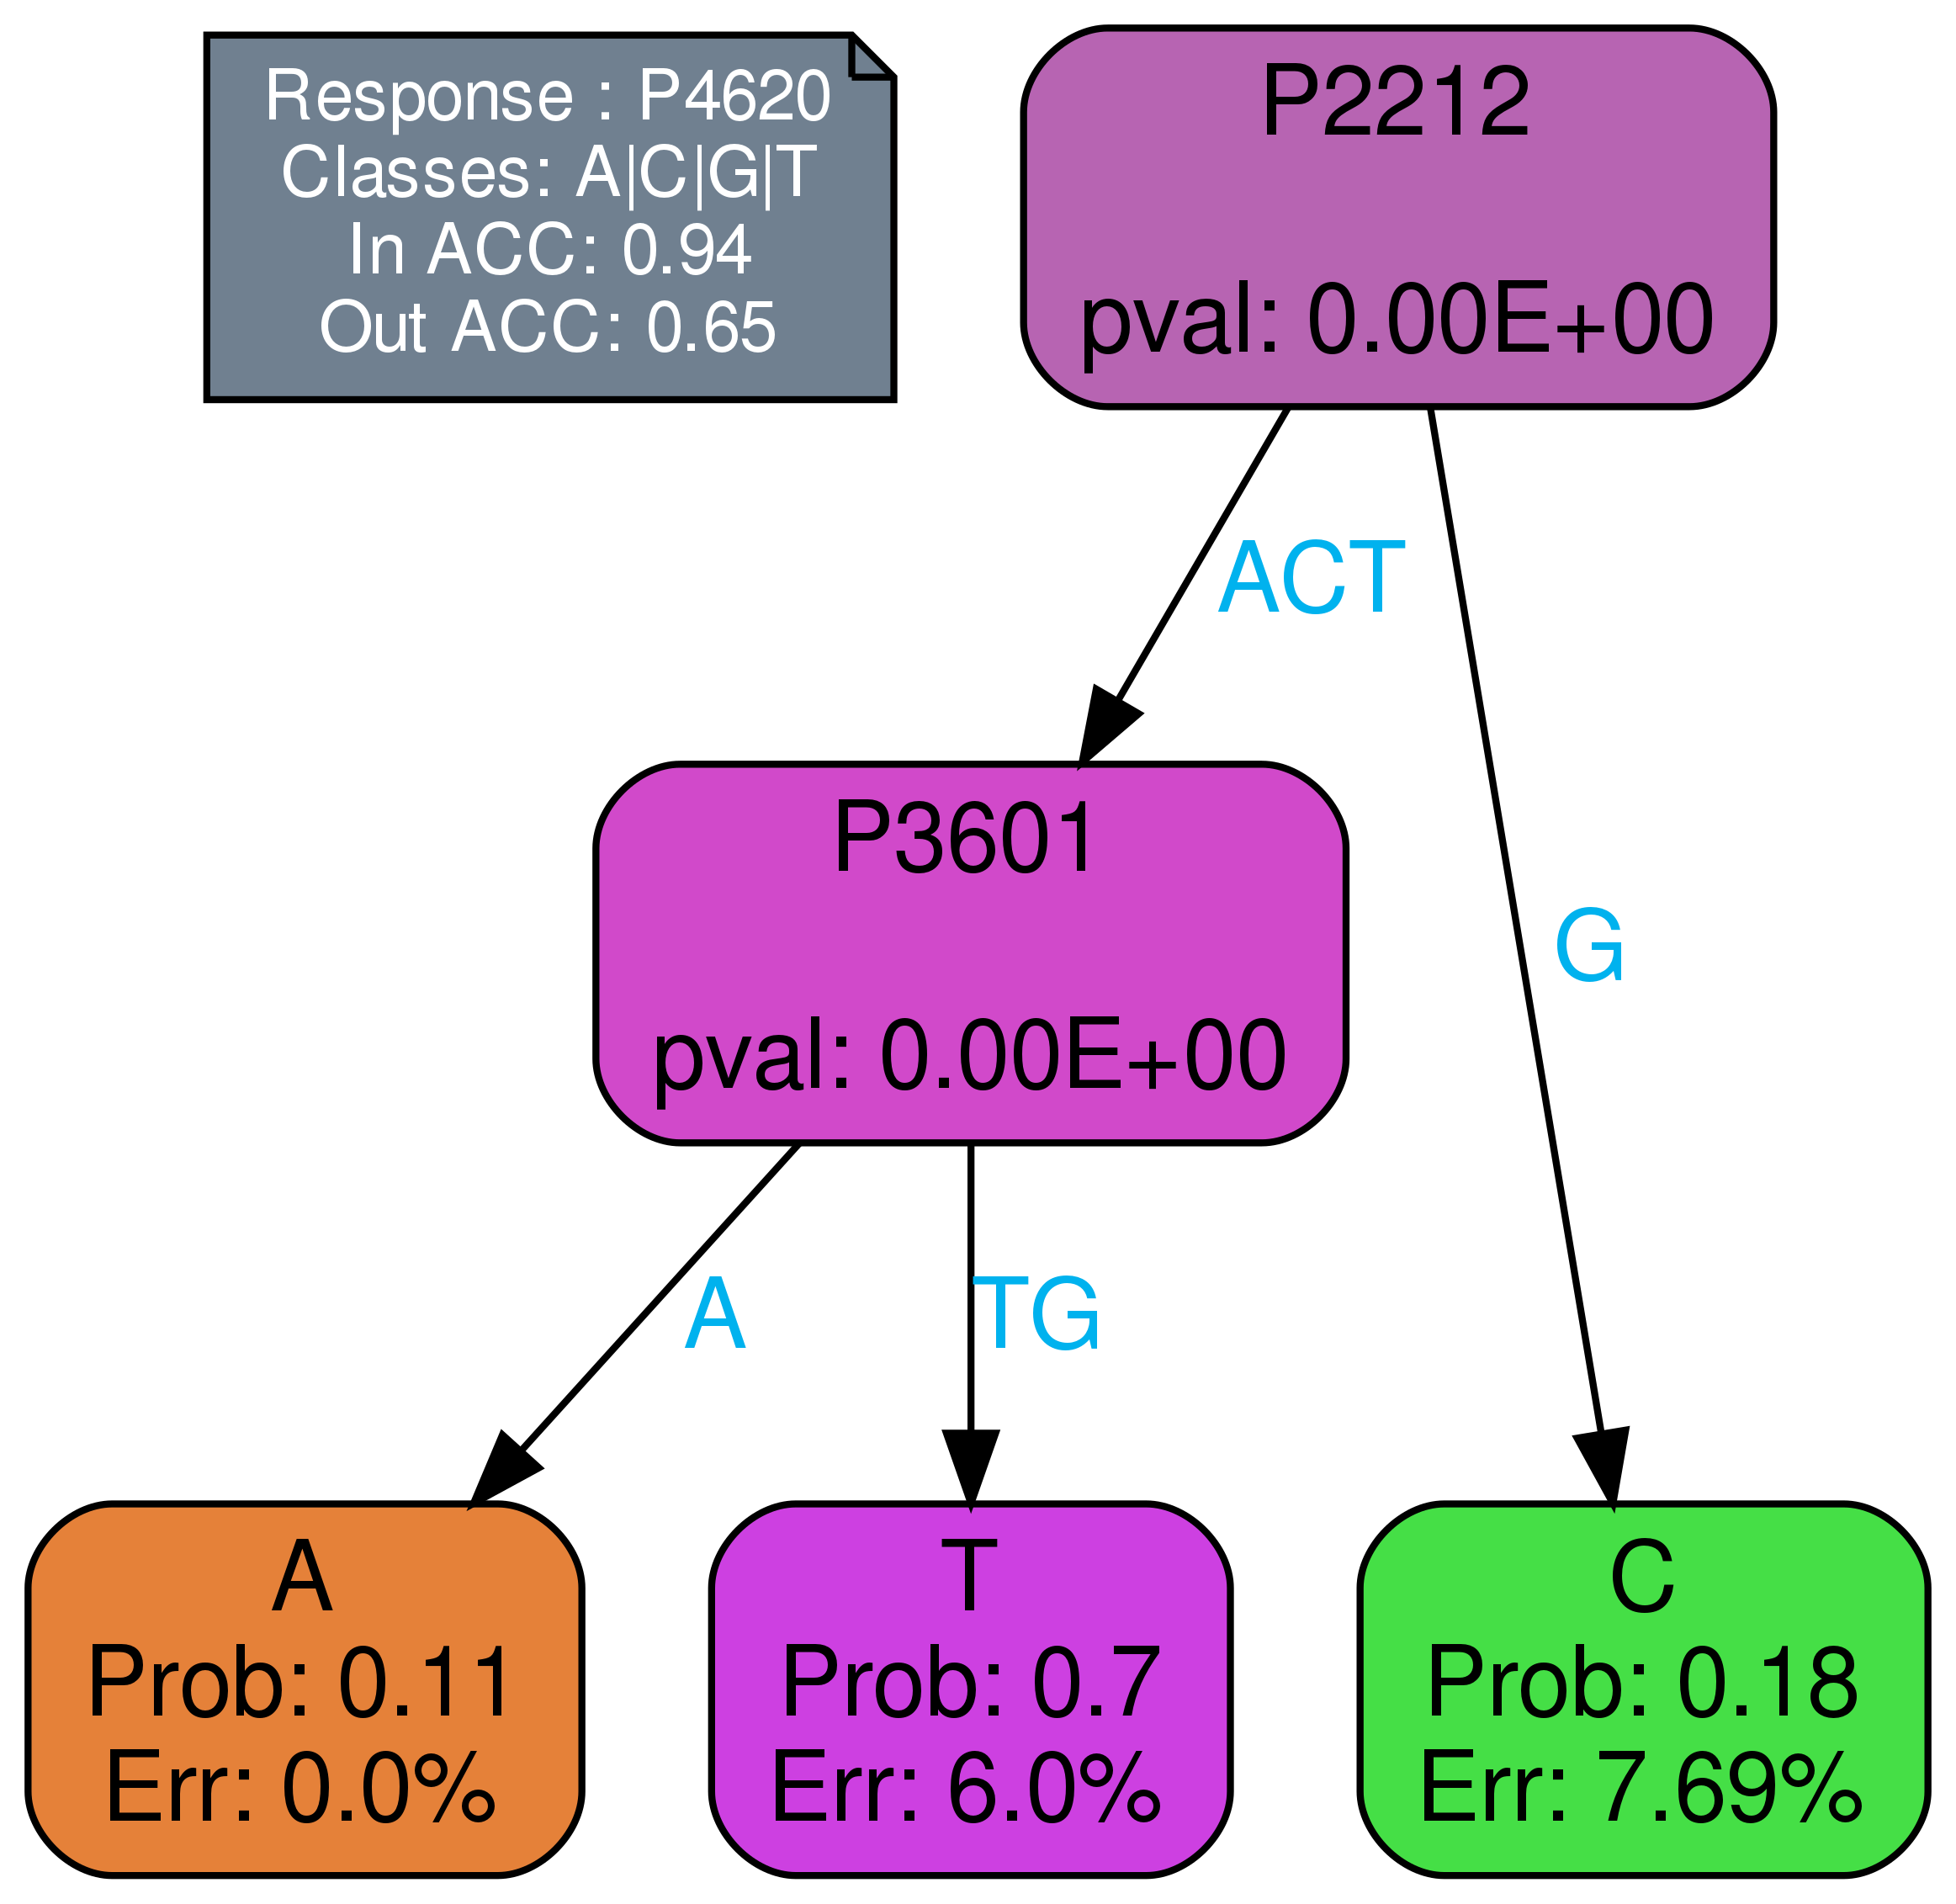 Response : P4620
Classes: A|C|G|T
In ACC: 0.94
Out ACC: 0.65
P2212
pval: 0.00E+00
ACT
P3601
pval: 0.00E+00
G
A
TG
A
Prob: 0.11
Err: 0.0%
T
Prob: 0.7
Err: 6.0%
C
Prob: 0.18
Err: 7.69%